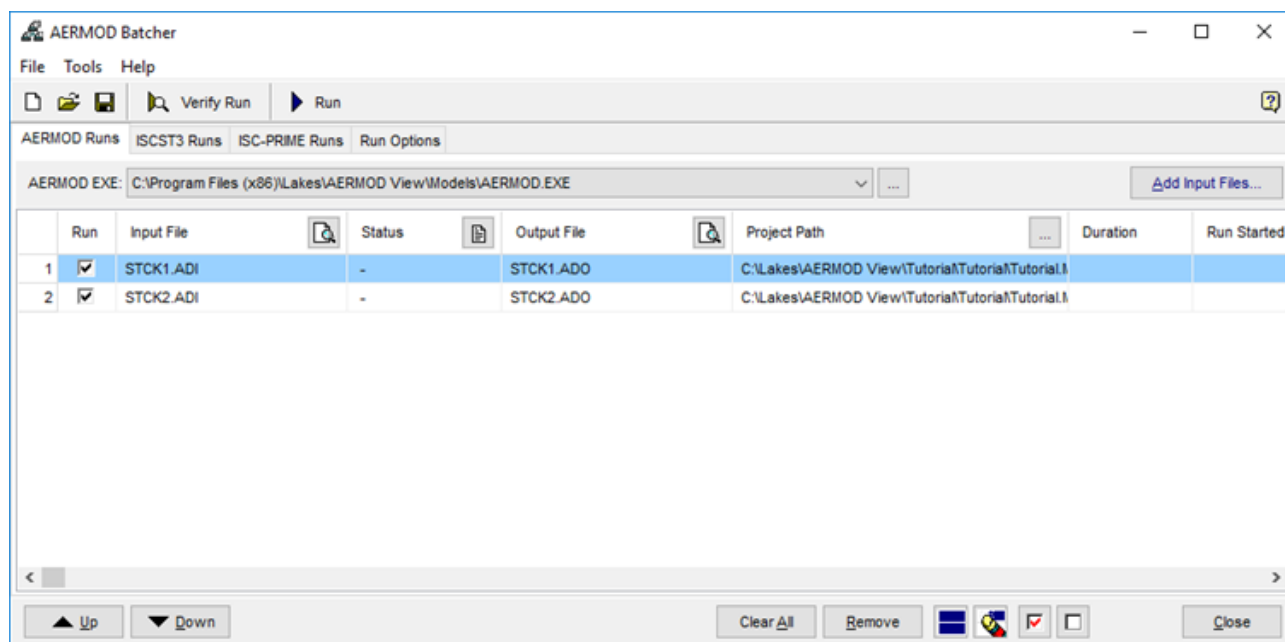 AERMOD Batcher
File Tools Help
Verify Run Run
AERMOD Runs ISCST3 Runs ISC-PRIME Runs Run Options
AERMOD EXE: C:\Program Files (x86)\Lakes\AERMOD View\Models\AERMOD.EXE ... Add Input Files...
Run Input File Status Output File Project Path ... Duration Run Started
1 STCK1.ADI - STCK1.ADO C:\Lakes\AERMOD View\Tutorial\Tutorial\Tutorial.
2 STCK2.ADI - STCK2.ADO C:\Lakes\AERMOD View\Tutorial\Tutorial\Tutorial.
Up Down Clear All Remove Close